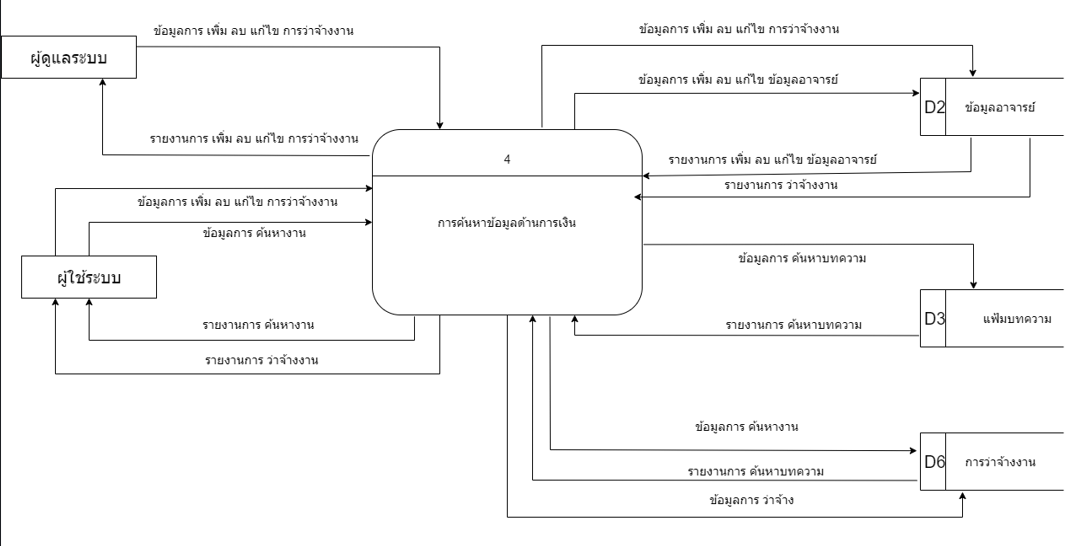 ข้อมูลการ เพิ่ม ลบ แก้ไข การว่าจ้างงาน
ข้อมูลการ เพิ่ม ลบ แก้ไข การว่าจ้างงาน
ผู้ดูแลระบบ
ข้อมูลการ เพิ่ม ลบ แก้ไข ข้อมูลอาจารย์
D2
ข้อมูลอาจารย์
รายงานการ เพิ่ม ลบ แก้ไข การว่าจ้างงาน
4
รายงานการ เพิ่ม ลบ แก้ไข ข้อมูลอาจารย์
รายงานการ ว่าจ้างงาน
ข้อมูลการ เพิ่ม ลบ แก้ไข การว่าจ้างงาน
ข้อมูลการ ค้นหางาน
การค้นหาข้อมูลด้านการเงิน
ข้อมูลการ ค้นหาบทความ
ผู้ใช้ระบบ
รายงานการ ค้นหางาน
รายงานการ ค้นหาบทความ
D3
แฟ้มบทความ
รายงานการ ว่าจ้างงาน
ข้อมูลการ ค้นหางาน
D6
การว่าจ้างงาน
รายงานการ ค้นหาบทความ
ข้อมูลการ ว่าจ้าง